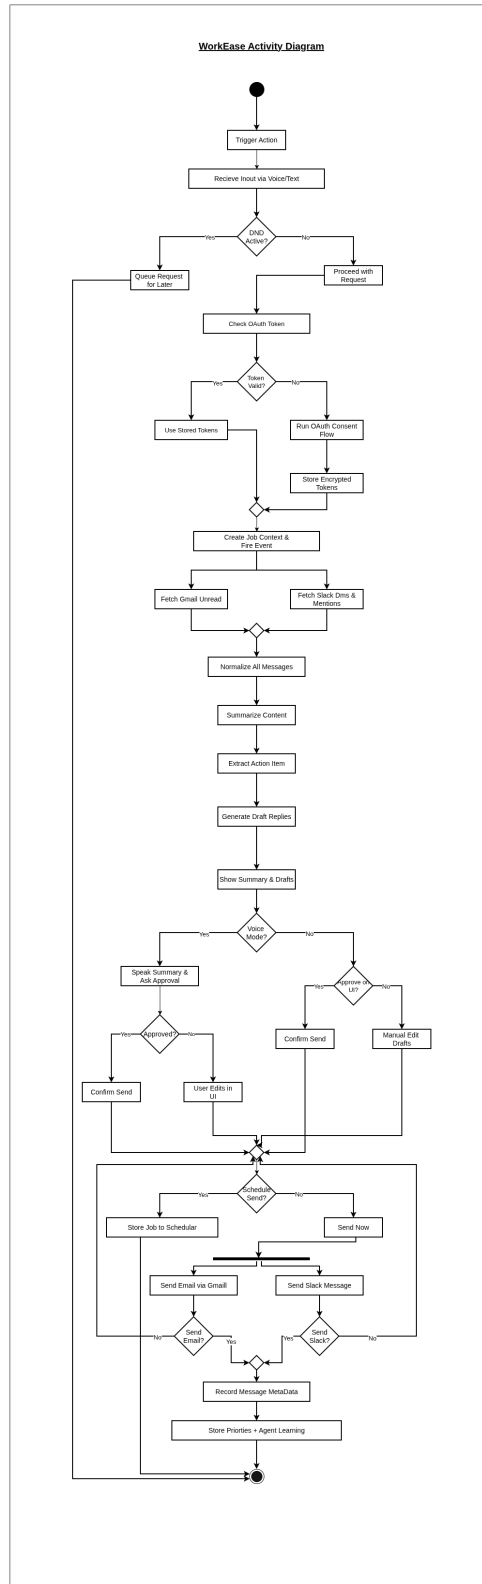 WorkEase Activity Diagram
Trigger Action
Recieve Inout via Voice/Text
DND
Active?
Yes
No
Queue Request
for Later
Proceed with
Request
Check OAuth Token
Token
Valid?
Yes
No
Use Stored Tokens
Run OAuth Consent
Flow
Store Encrypted
Tokens
Create Job Context &
Fire Event
Fetch Gmail Unread
Fetch Slack Dms &
Mentions
Normalize All Messages
Summarize Content
Extract Action Item
Generate Draft Replies
Show Summary & Drafts
Voice
Mode?
Yes
No
Speak Summary &
Ask Approval
Approve on
UI?
Yes
No
Approved?
Yes
No
Confirm Send
Manual Edit
Drafts
Confirm Send
User Edits in
UI
Schedule
Send?
Yes
No
Store Job to Schedular
Send Now
Send Email via Gmaill
Send Slack Message
Send
Email?
No
Yes
Send
Slack?
Yes
No
Record Message MetaData
Store Priorties + Agent Learning